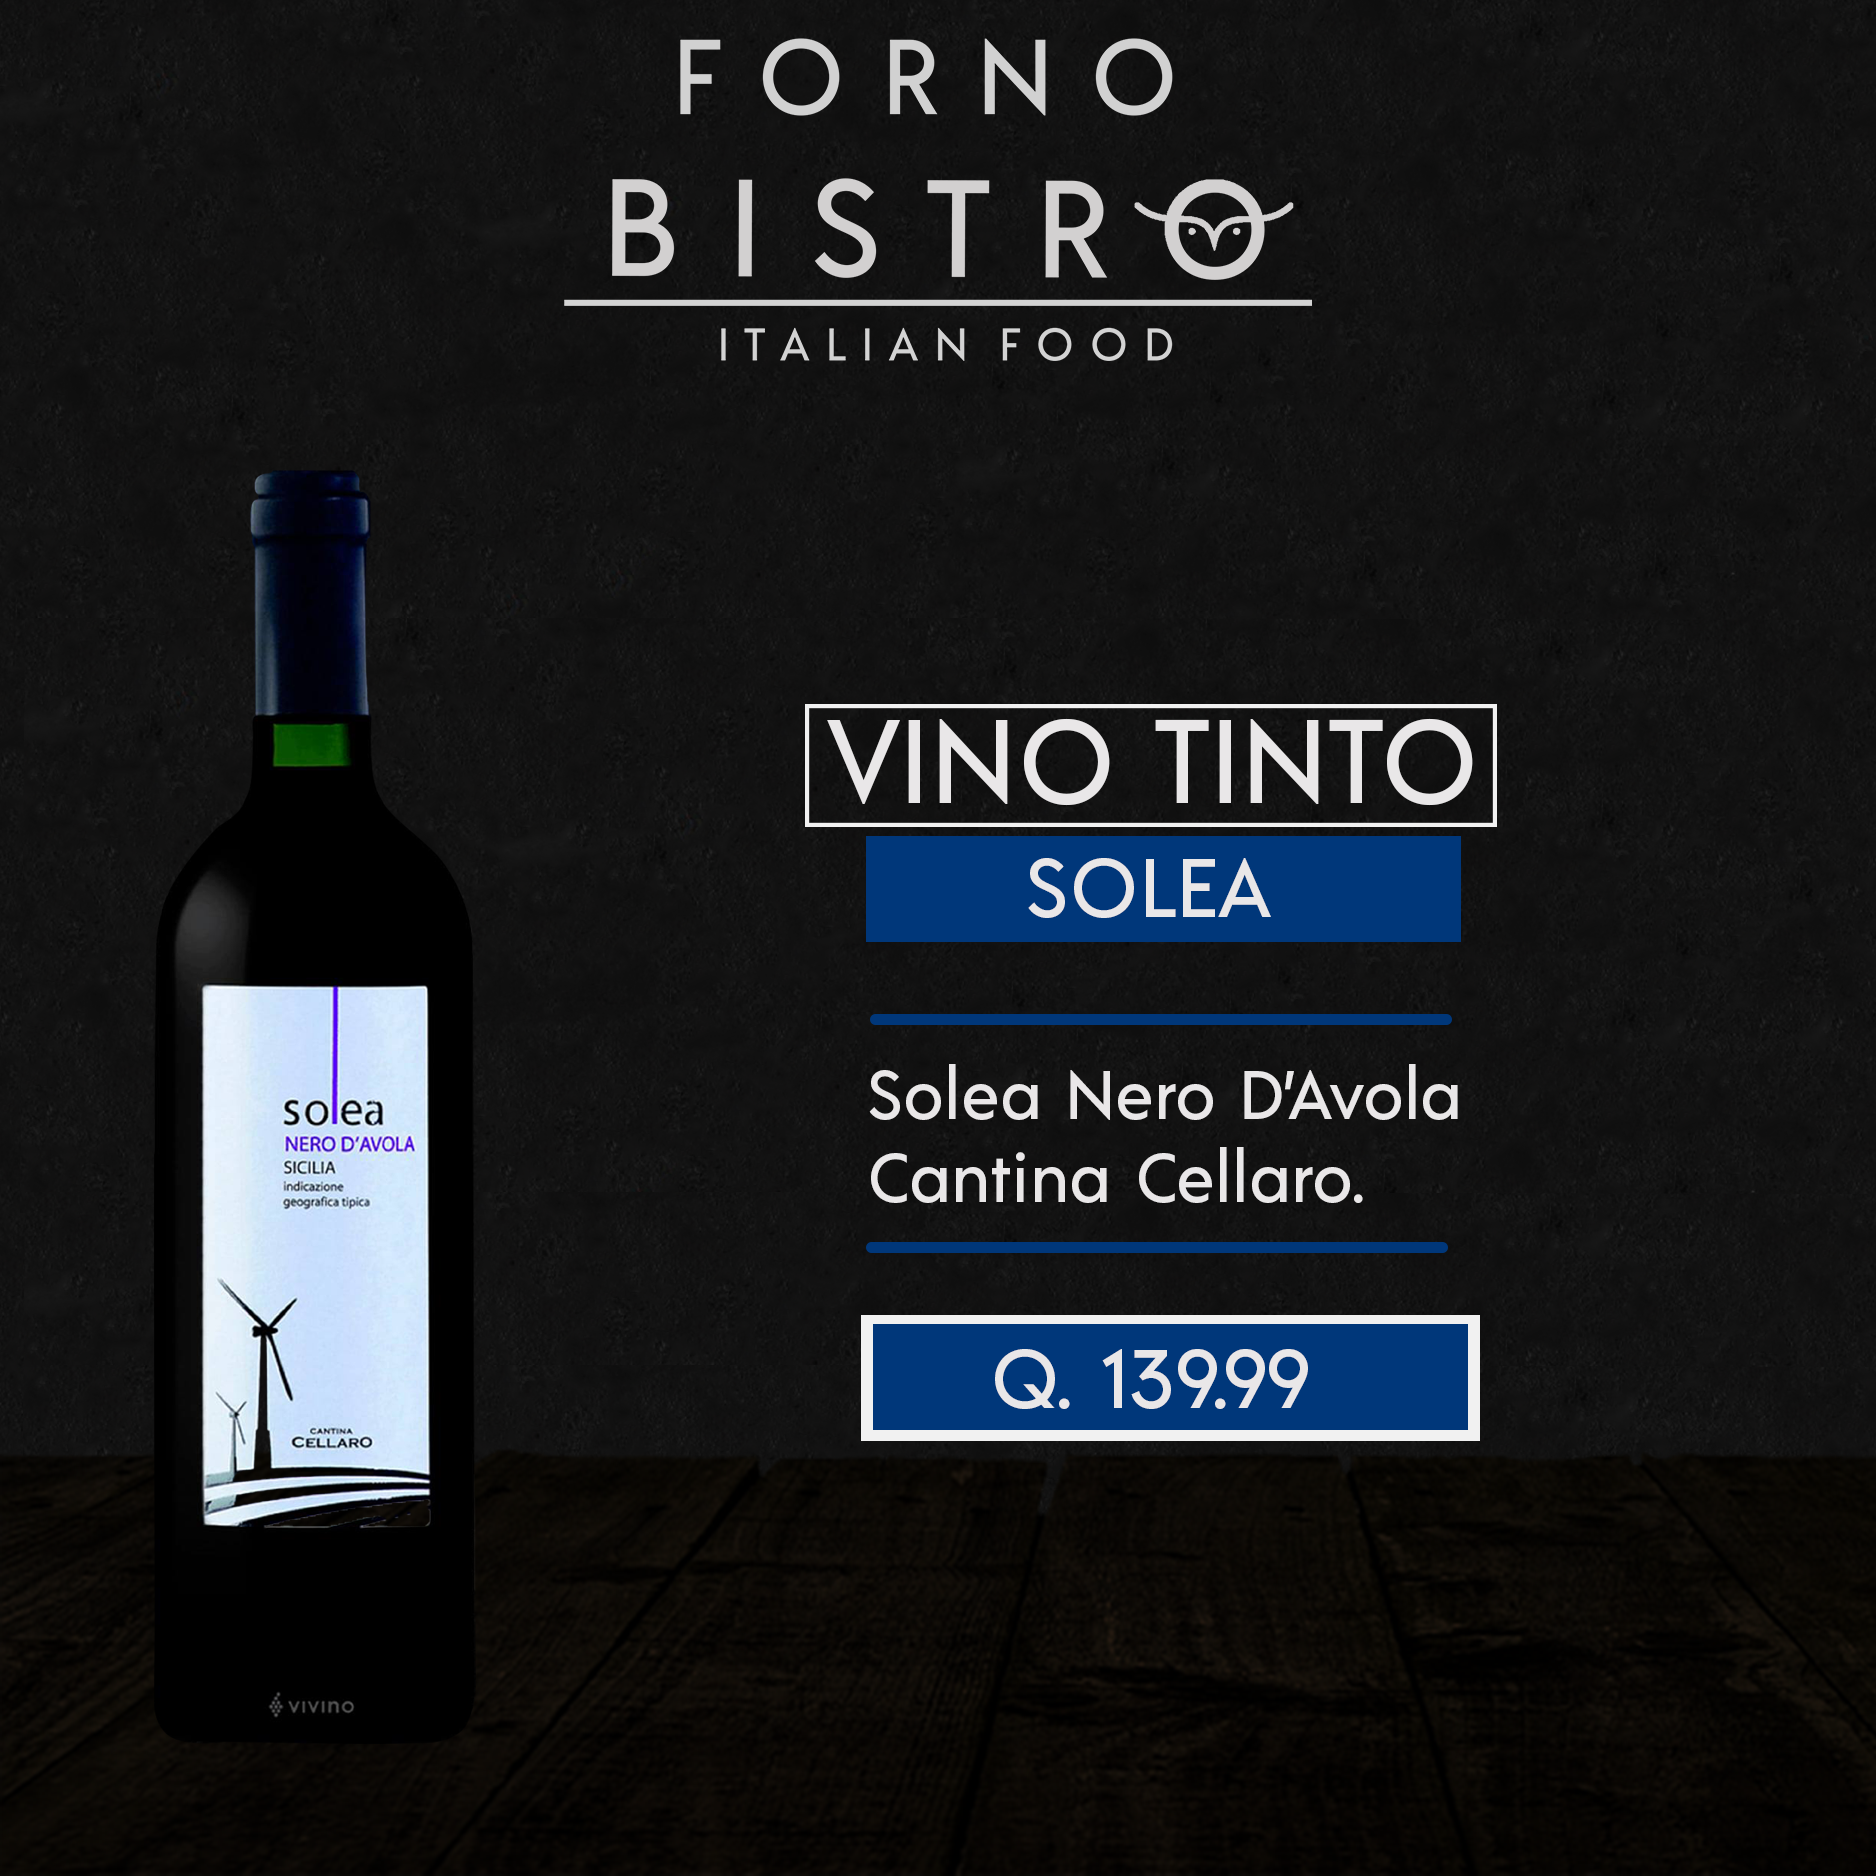 FORNO
BISTRO
ITALIAN FOOD
VINO TINTO
SOLEA
Solea Nero D'Avola
Cantina Cellaro.
Q. 139.99
solea
NERO D'AVOLA
SICILIA
indicazione
geografica tipica
CANTINA
CELLARO
vivino